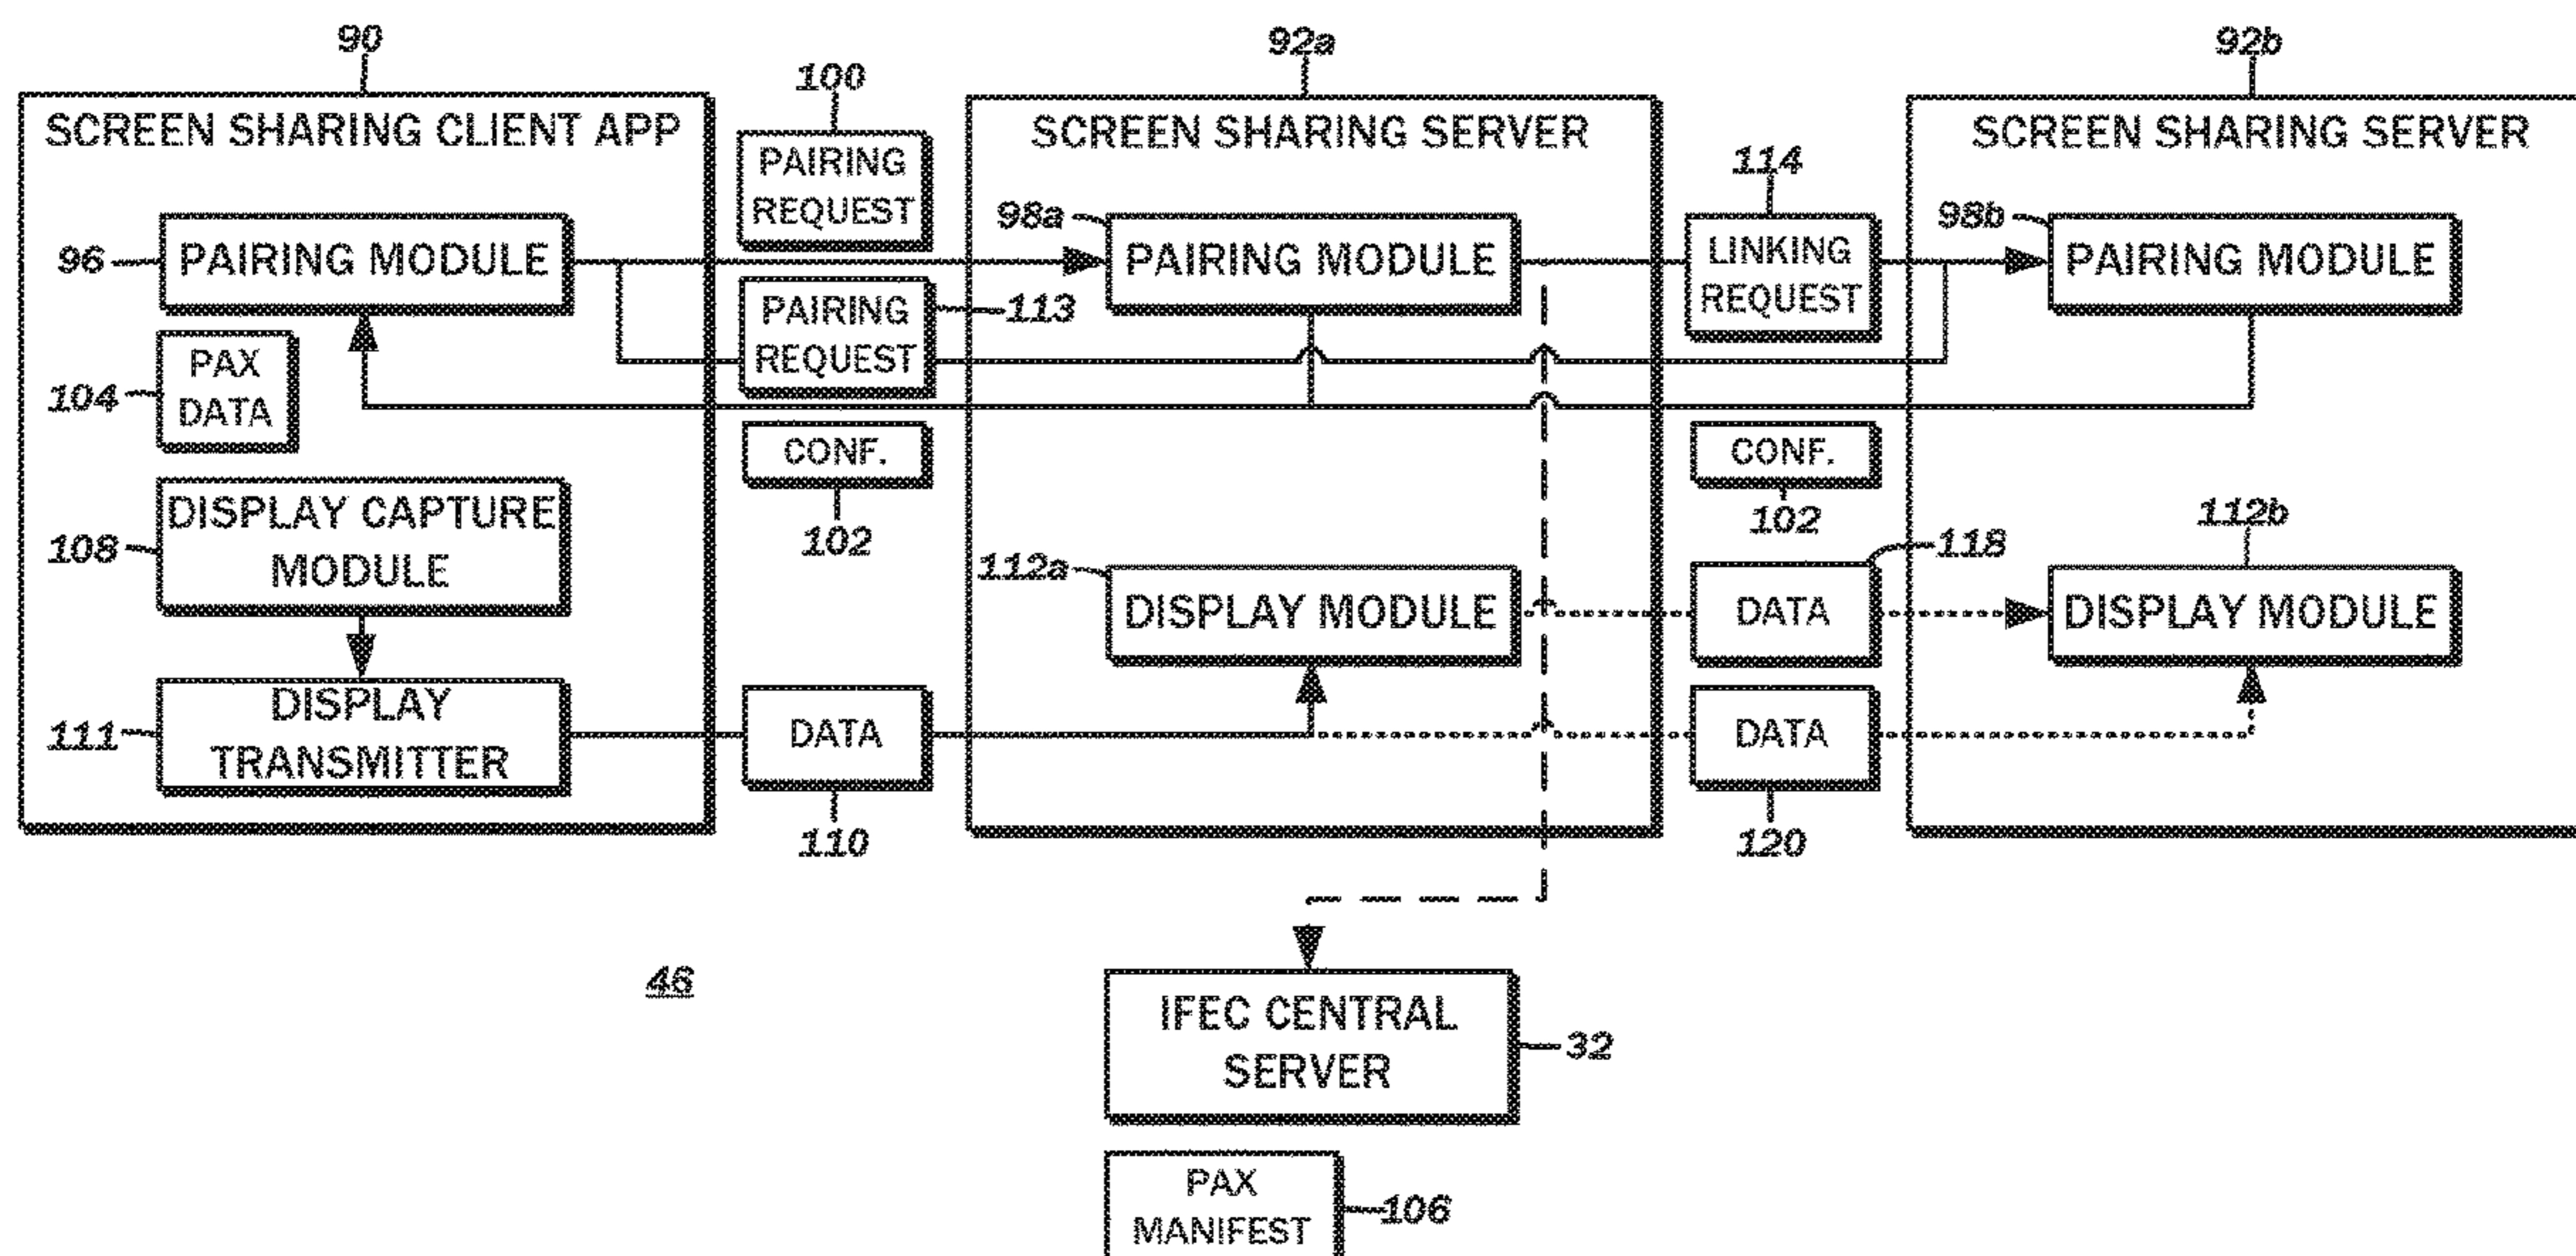 90
92a
92b
100
SCREEN SHARING CLIENT APP
PAIRING
REQUEST
SCREEN SHARING SERVER
114
SCREEN SHARING SERVER
96
PAIRING MODULE
98a
PAIRING MODULE
LINKING
REQUEST
98b
PAIRING MODULE
PAIRING
REQUEST
113
104
PAX
DATA
CONF.
102
CONF.
102
108
DISPLAY CAPTURE
MODULE
112a
DISPLAY MODULE
118
DATA
112b
DISPLAY MODULE
111
DISPLAY
TRANSMITTER
DATA
110
DATA
120
46
IFEC CENTRAL
SERVER
32
PAX
MANIFEST
106